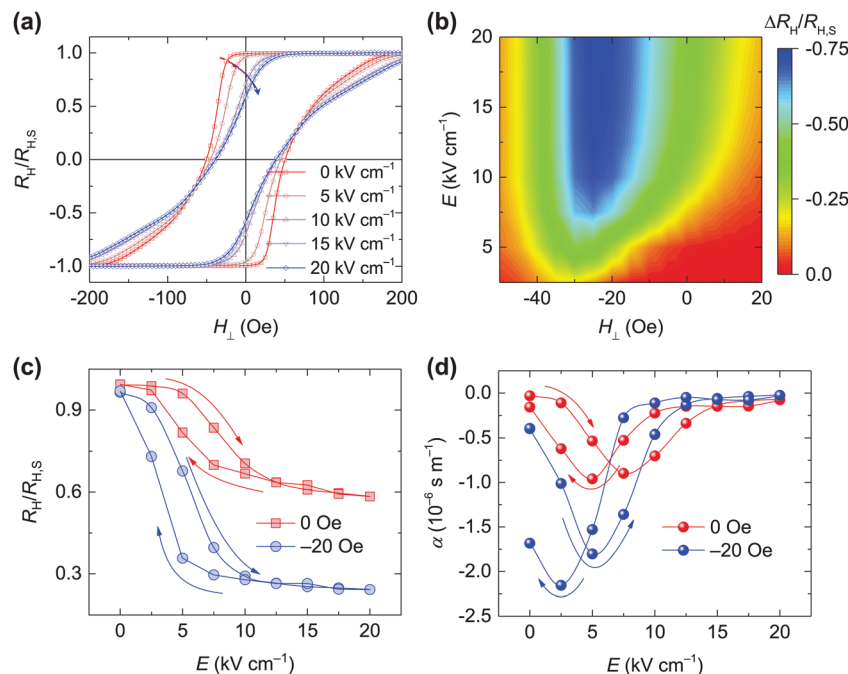 (a)
1.0
0.5
0.0
-0.5
-1.0
R_H/R_H,S
-200
-100
0
100
200
H⊥ (Oe)
0 kV cm⁻¹
5 kV cm⁻¹
10 kV cm⁻¹
15 kV cm⁻¹
20 kV cm⁻¹
(b)
ΔR_H/R_H,S
20
15
10
5
E (kV cm⁻¹)
-40
-20
0
20
H⊥ (Oe)
-0.75
-0.50
-0.25
0.0
(c)
0.9
0.6
0.3
R_H/R_H,S
0 Oe
–20 Oe
0
5
10
15
20
E (kV cm⁻¹)
(d)
0.0
-0.5
-1.0
-1.5
-2.0
-2.5
α (10⁻⁶ s m⁻¹)
0 Oe
–20 Oe
0
5
10
15
20
E (kV cm⁻¹)